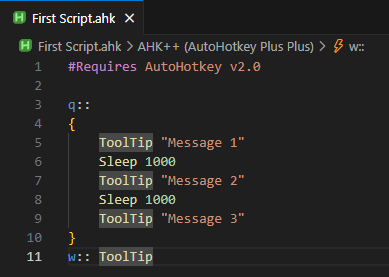 First Script.ahk
First Script.ahk > AHK++ (AutoHotkey Plus Plus) > w::
1 #Requires AutoHotkey v2.0
2
3 q::
4 {
5     ToolTip "Message 1"
6     Sleep 1000
7     ToolTip "Message 2"
8     Sleep 1000
9     ToolTip "Message 3"
10 }
11 w:: ToolTip